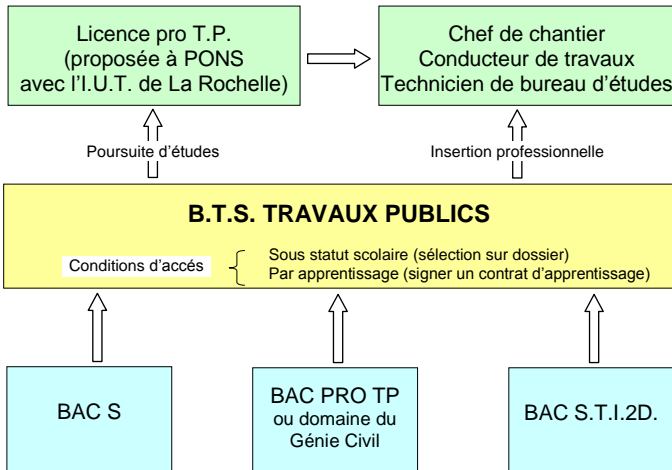 Licence pro T.P.
(proposée à PONS
avec l'I.U.T. de La Rochelle)
Chef de chantier
Conducteur de travaux
Technicien de bureau d'études
Poursuite d'études
Insertion professionnelle
B.T.S. TRAVAUX PUBLICS
Conditions d'accés
Sous statut scolaire (sélection sur dossier)
Par apprentissage (signer un contrat d'apprentissage)
BAC S
BAC PRO TP
ou domaine du
Génie Civil
BAC S.T.I.2D.